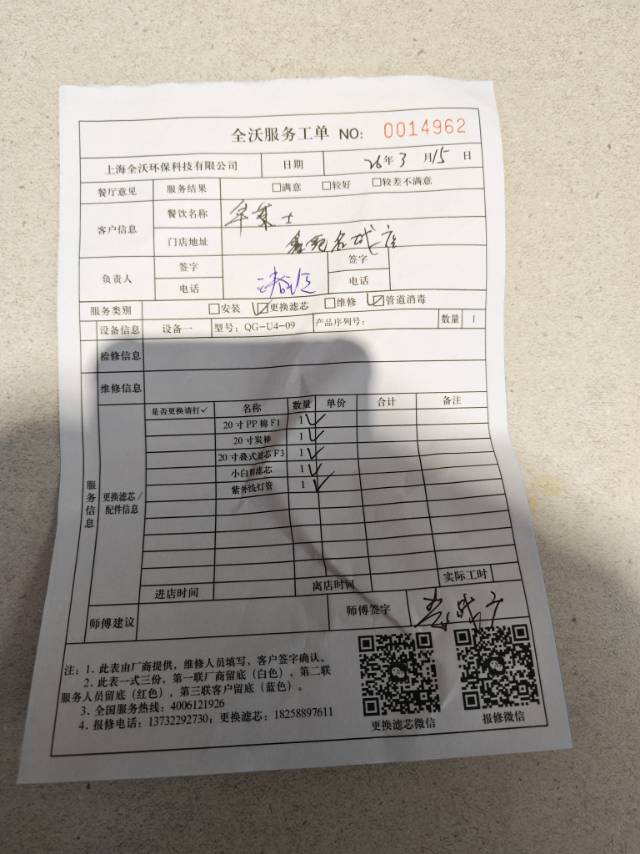 全沃服务工单 NO: 0014962
上海全沃环保科技有限公司 日期 26年3月15日
餐厅意见 服务结果 □满意 □较好 □较差不满意
客户信息 餐饮名称 华莱士
门店地址
负责人 签字 签字
电话 电话
服务类别 □安装 ☑更换滤芯 □维修 ☑管道消毒
设备信息 设备一 型号: QG-U4-09 产品序列号: 数量 1
检修信息
维修信息
服务信息 更换滤芯/配件信息
是否更换请打✓ 名称 数量 单价 合计 备注
20寸PP棉F1 1 ✓
20寸炭棒 1 ✓
20寸叠式滤芯F3 1 ✓
小白鲸滤芯 1 ✓
紫外线灯管 1 ✓
进店时间 离店时间 实际工时
师傅建议 师傅签字
注: 1. 此表由厂商提供, 维修人员填写, 客户签字确认。
2. 此表一式三份, 第一联厂商留底(白色)。第二联
服务人员留底(红色)。第三联客户留底(蓝色)。
3. 全国服务热线: 4006121926
4. 报修电话: 13732292730; 更换滤芯: 18258897611
更换滤芯微信 报修微信